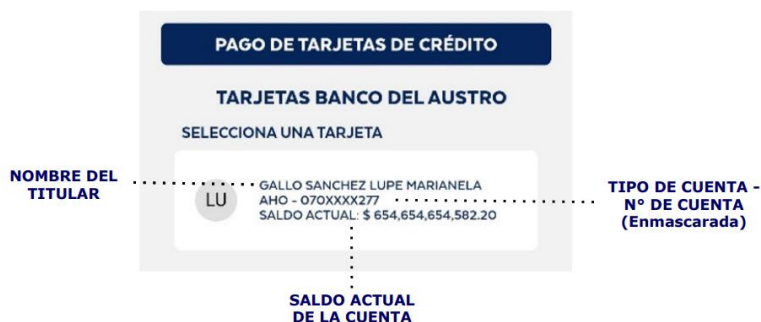 PAGO DE TARJETAS DE CRÉDITO
TARJETAS BANCO DEL AUSTRO
SELECCIONA UNA TARJETA
NOMBRE DEL
TITULAR
LU
GALLO SANCHEZ LUPE MARIANELA
AHO - 070XXXX277
SALDO ACTUAL: $ 654,654,654,582.20
TIPO DE CUENTA -
N° DE CUENTA
(Enmascarada)
SALDO ACTUAL
DE LA CUENTA